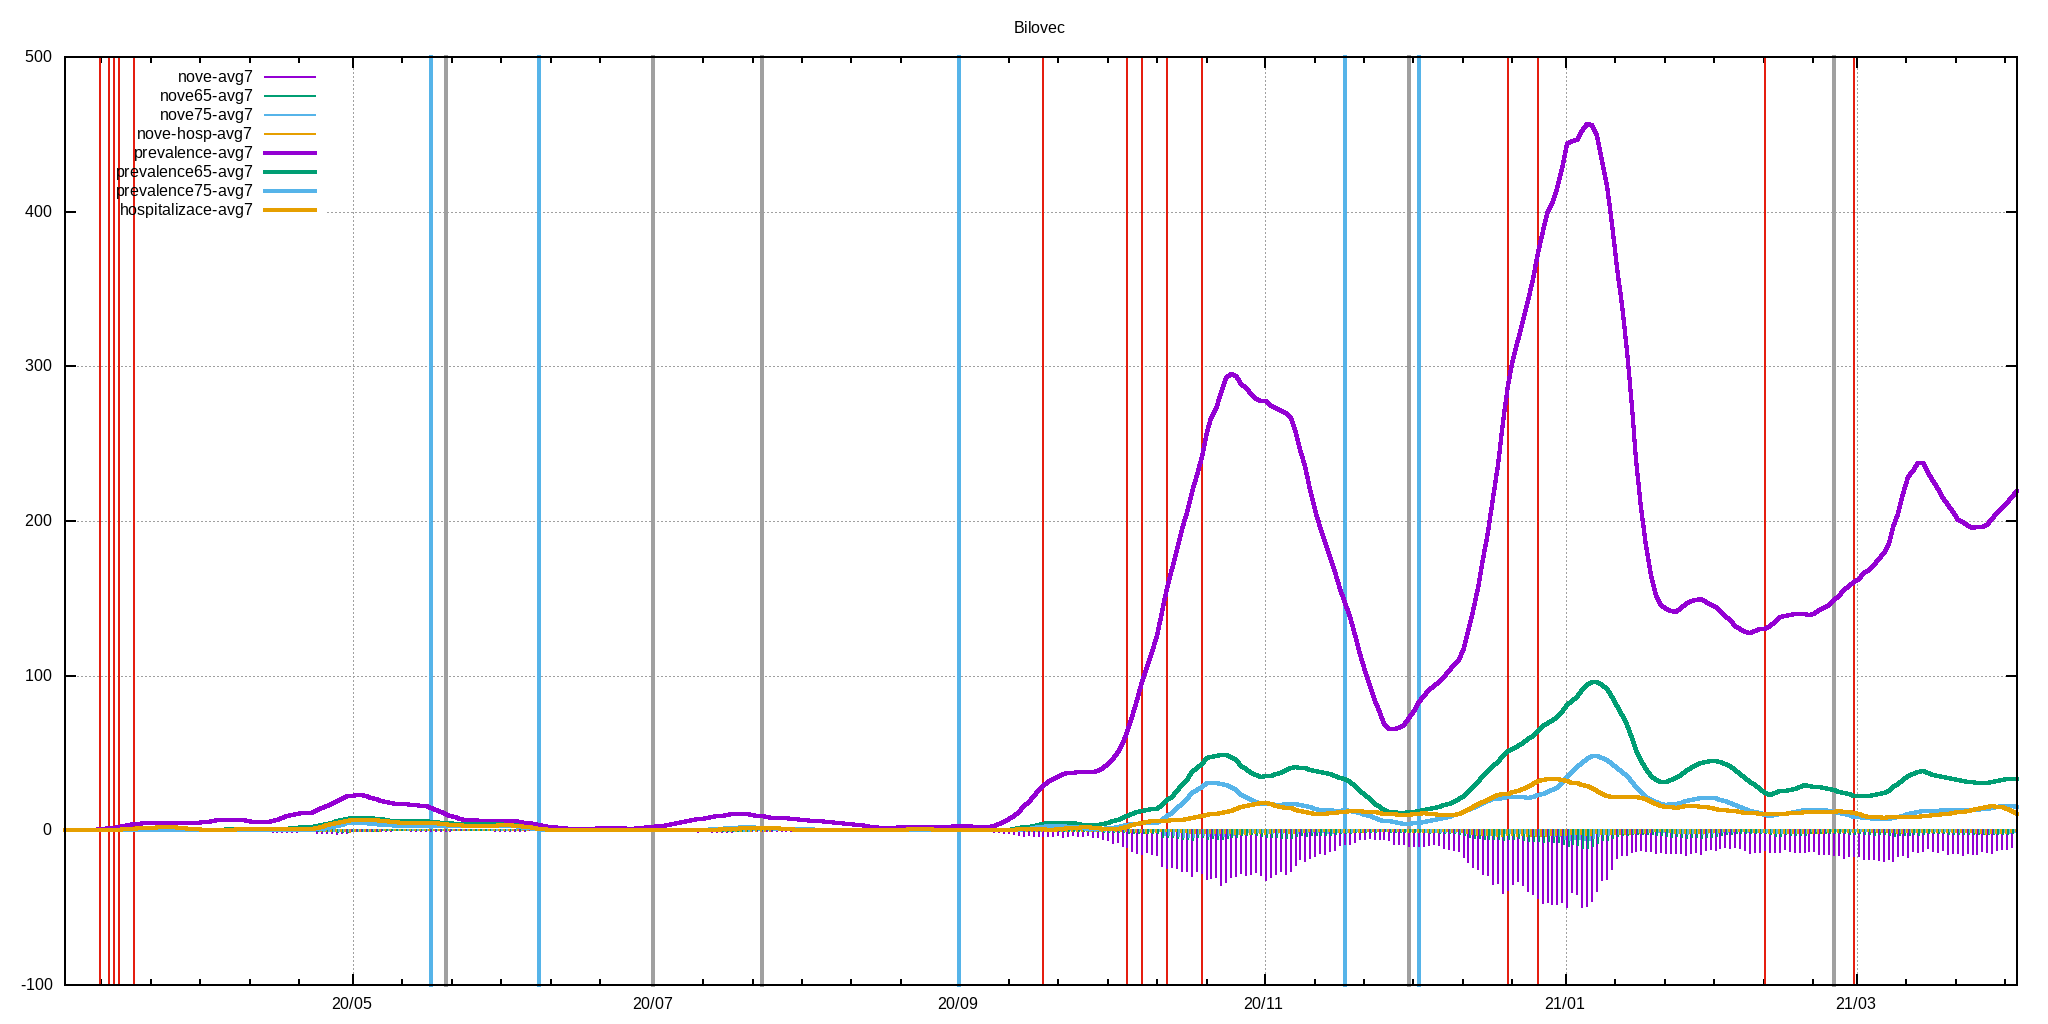 Bilovec
500
400
300
200
100
0
-100
nove-avg7
nove65-avg7
nove75-avg7
nove-hosp-avg7
prevalence-avg7
prevalence65-avg7
prevalence75-avg7
hospitalizace-avg7
20/05 20/07 20/09 20/11 21/01 21/03